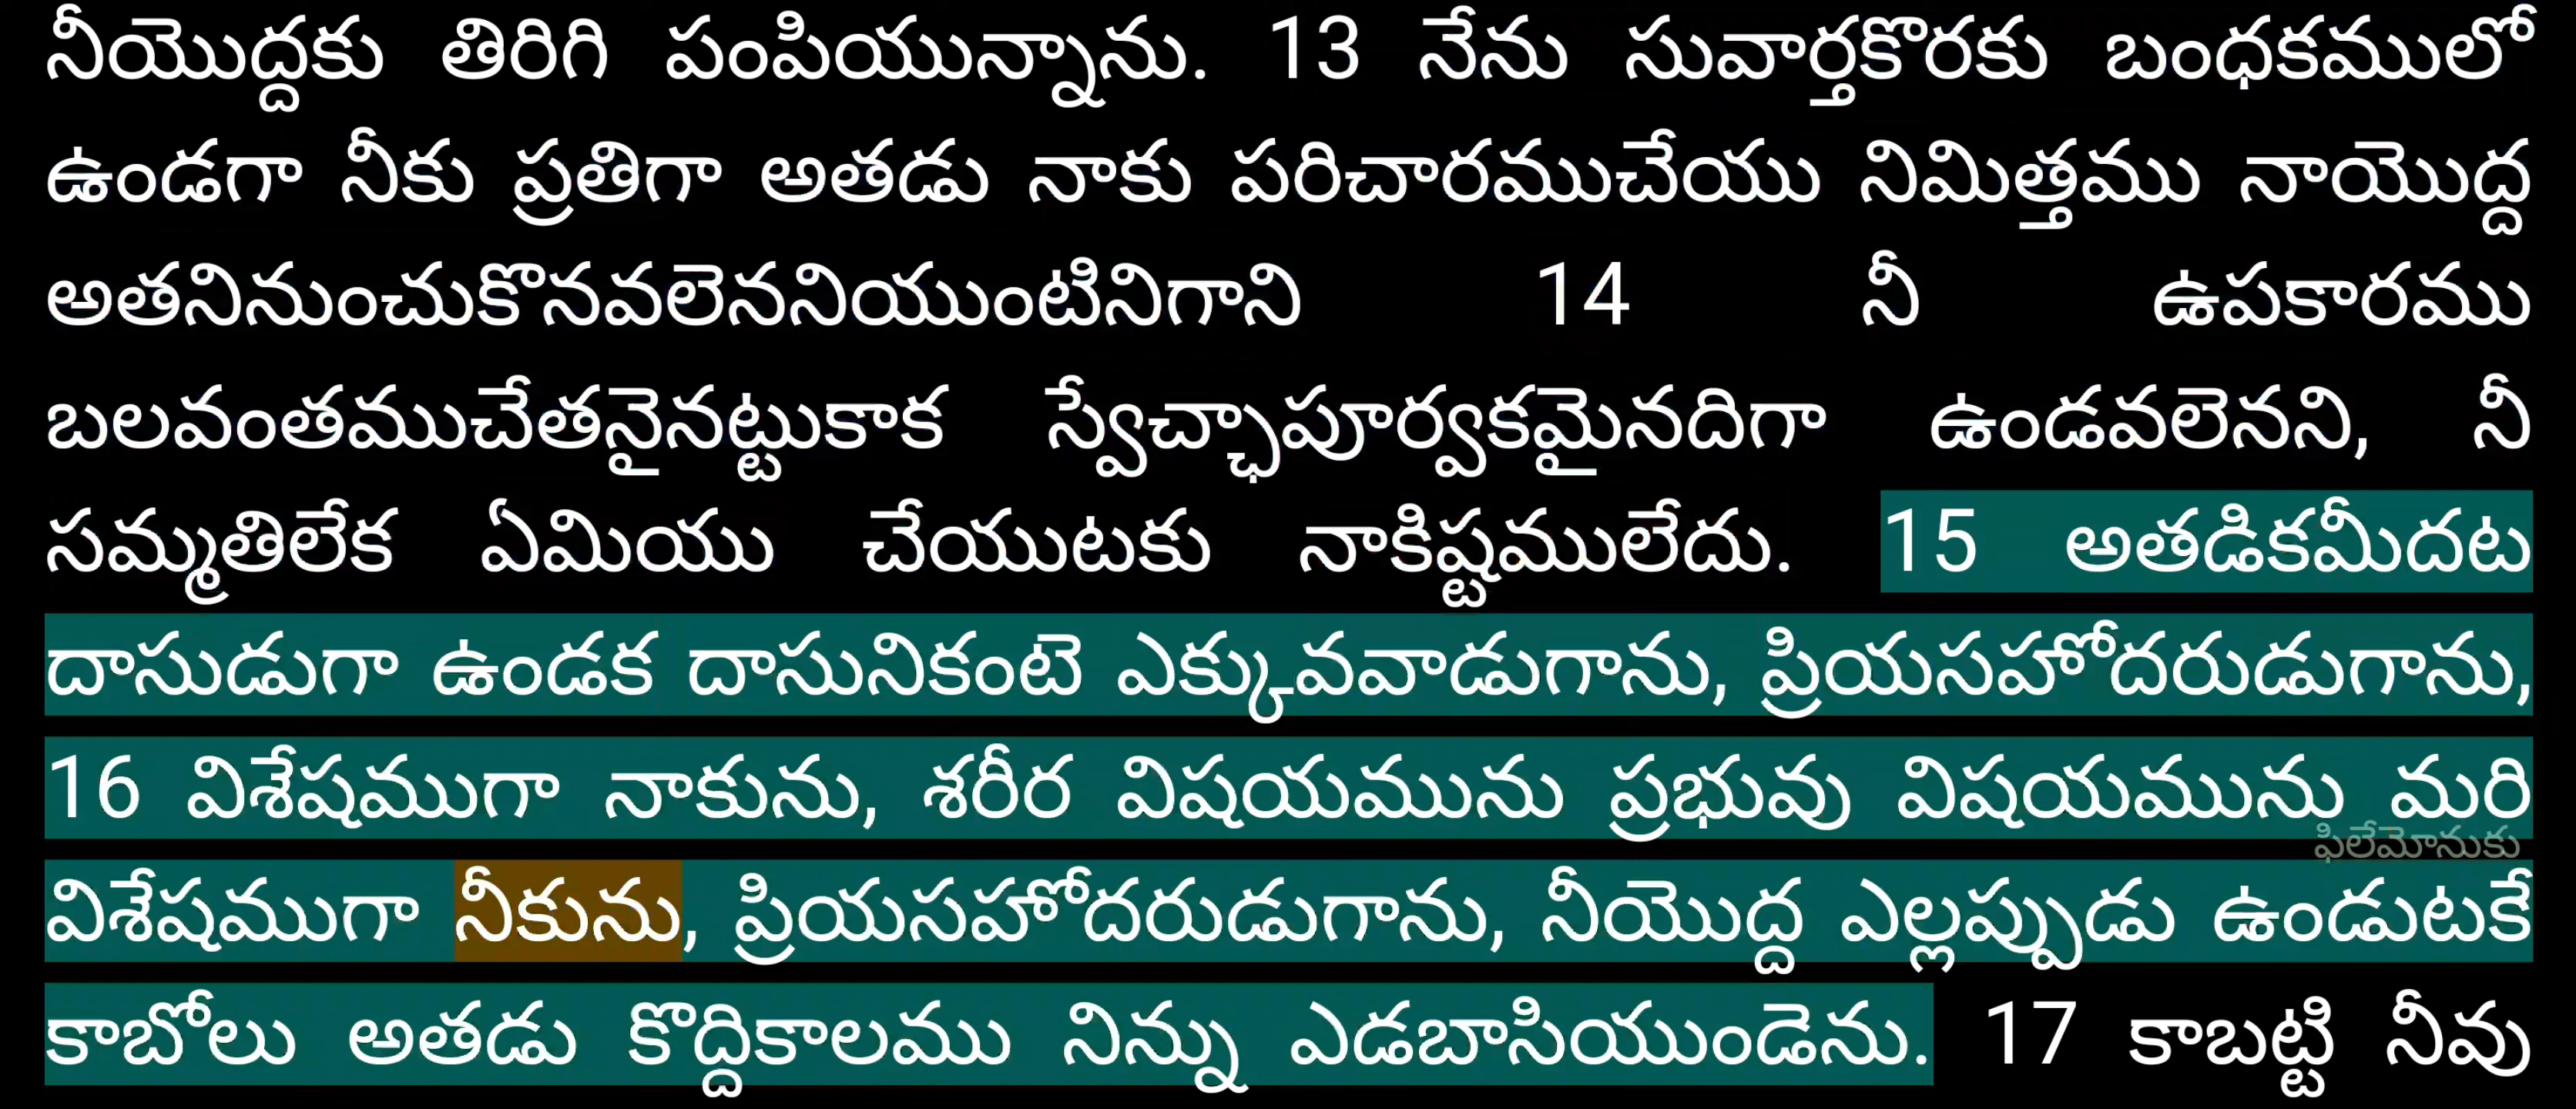 నీయొద్దకు తిరిగి పంపియున్నాను. 13 నేను సువార్తకొరకు బంధకములో
ఉండగా నీకు ప్రతిగా అతడు నాకు పరిచారముచేయు నిమిత్తము నాయొద్ద
అతనినుంచుకొనవలెననియుంటినిగాని 14 నీ ఉపకారము
బలవంతముచేతనైనట్టుకాక స్వేచ్ఛాపూర్వకమైనదిగా ఉండవలెనని, నీ
సమ్మతిలేక ఏమియు చేయుటకు నాకిష్టములేదు. 15 అతడికమీదట
దాసుడుగా ఉండక దాసునికంటె ఎక్కువవాడుగాను, ప్రియసహోదరుడుగాను,
16 విశేషముగా నాకును, శరీర విషయమును ప్రభువు విషయమును మరి
ఫిలేమోనుకు
విశేషముగా నీకును, ప్రియసహోదరుడుగాను, నీయొద్ద ఎల్లప్పుడు ఉండుటకే
కాబోలు అతడు కొద్దికాలము నిన్ను ఎడబాసియుండెను. 17 కాబట్టి నీవు